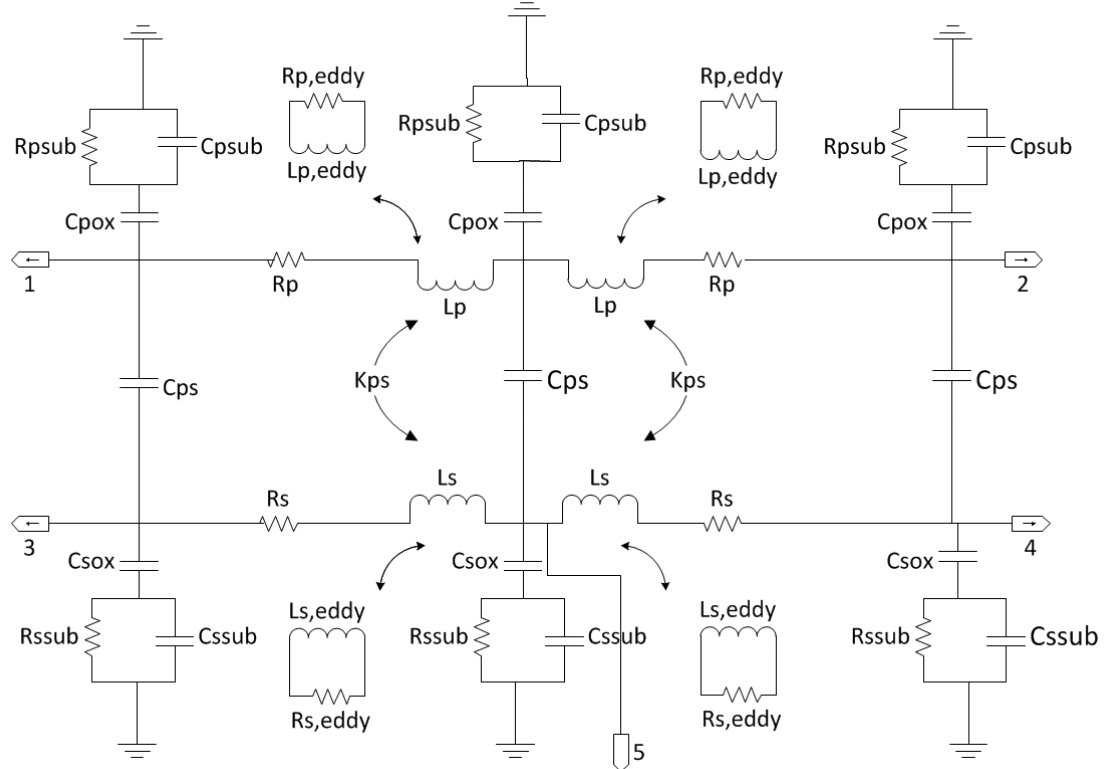 Rp,eddy
Rp,eddy
Rpsub
Cpsub
Rpsub
Cpsub
Rpsub
Cpsub
Lp,eddy
Lp,eddy
Cpox
Cpox
Cpox
1
Rp
Lp
Lp
Rp
2
Cps
Kps
Cps
Kps
Cps
Rs
Ls
Ls
Rs
3
4
Csox
Csox
Csox
Rssub
Cssub
Ls,eddy
Rssub
Cssub
Ls,eddy
Rssub
Cssub
Rs,eddy
Rs,eddy
5